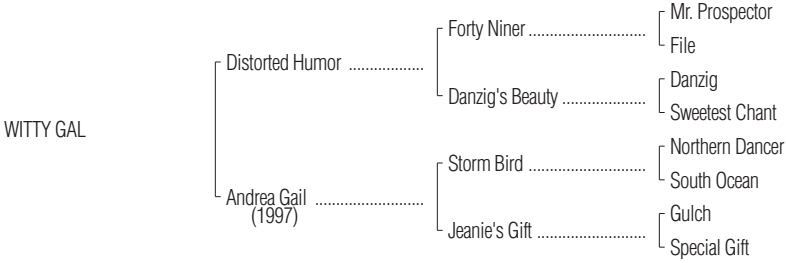 Mr. Prospector
Forty Niner ............................
File
Distorted Humor ..................
Danzig
Danzig's Beauty ....................
Sweetest Chant
WITTY GAL
Northern Dancer
Storm Bird ............................
South Ocean
Andrea Gail ..........................
(1997)
Gulch
Jeanie's Gift ..........................
Special Gift